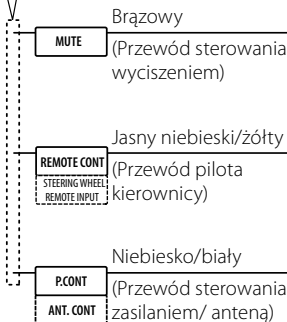 Brązowy
MUTE
(Przewód sterowania
wyciszeniem)
Jasny niebieski/żółty
REMOTE CONT
STEERING WHEEL
REMOTE INPUT
(Przewód pilota
kierownicy)
Niebiesko/biały
P.CONT
ANT. CONT
(Przewód sterowania
zasilaniem/ anteną)